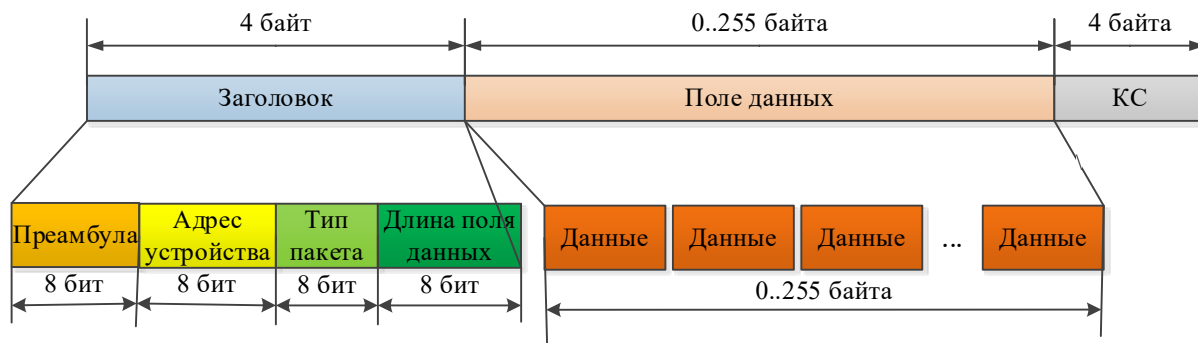 4 байт
0..255 байта
4 байта
Заголовок
Поле данных
КС
Преамбула
Адрес
устройства
Тип
пакета
Длина поля
данных
Данные
Данные
Данные
...
Данные
8 бит
8 бит
8 бит
8 бит
0..255 байта